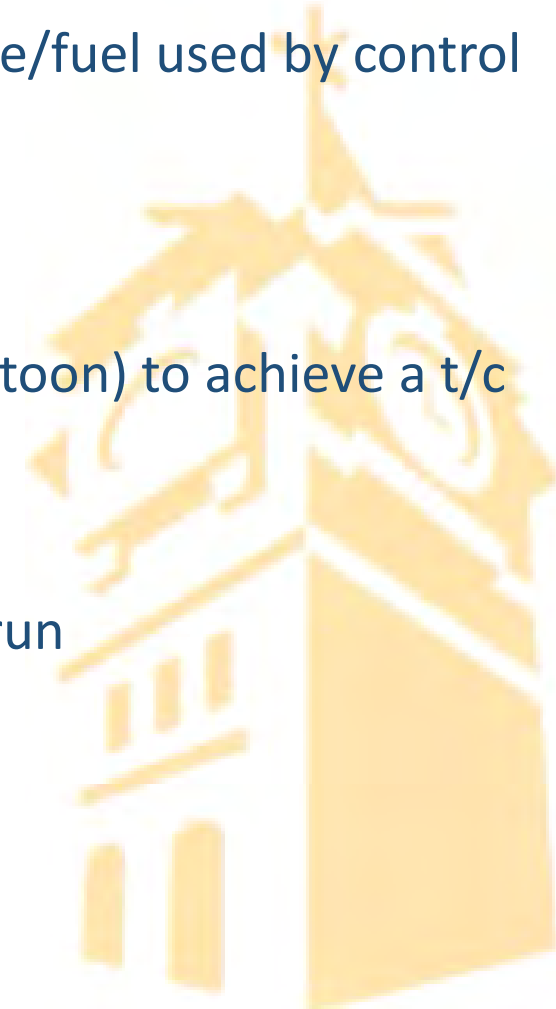 e/fuel used by control
toon) to achieve a t/c
run